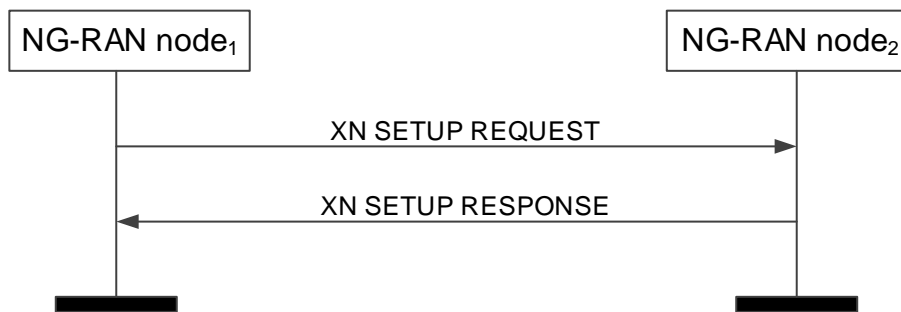 NG-RAN node₁
NG-RAN node₂
XN SETUP REQUEST
XN SETUP RESPONSE